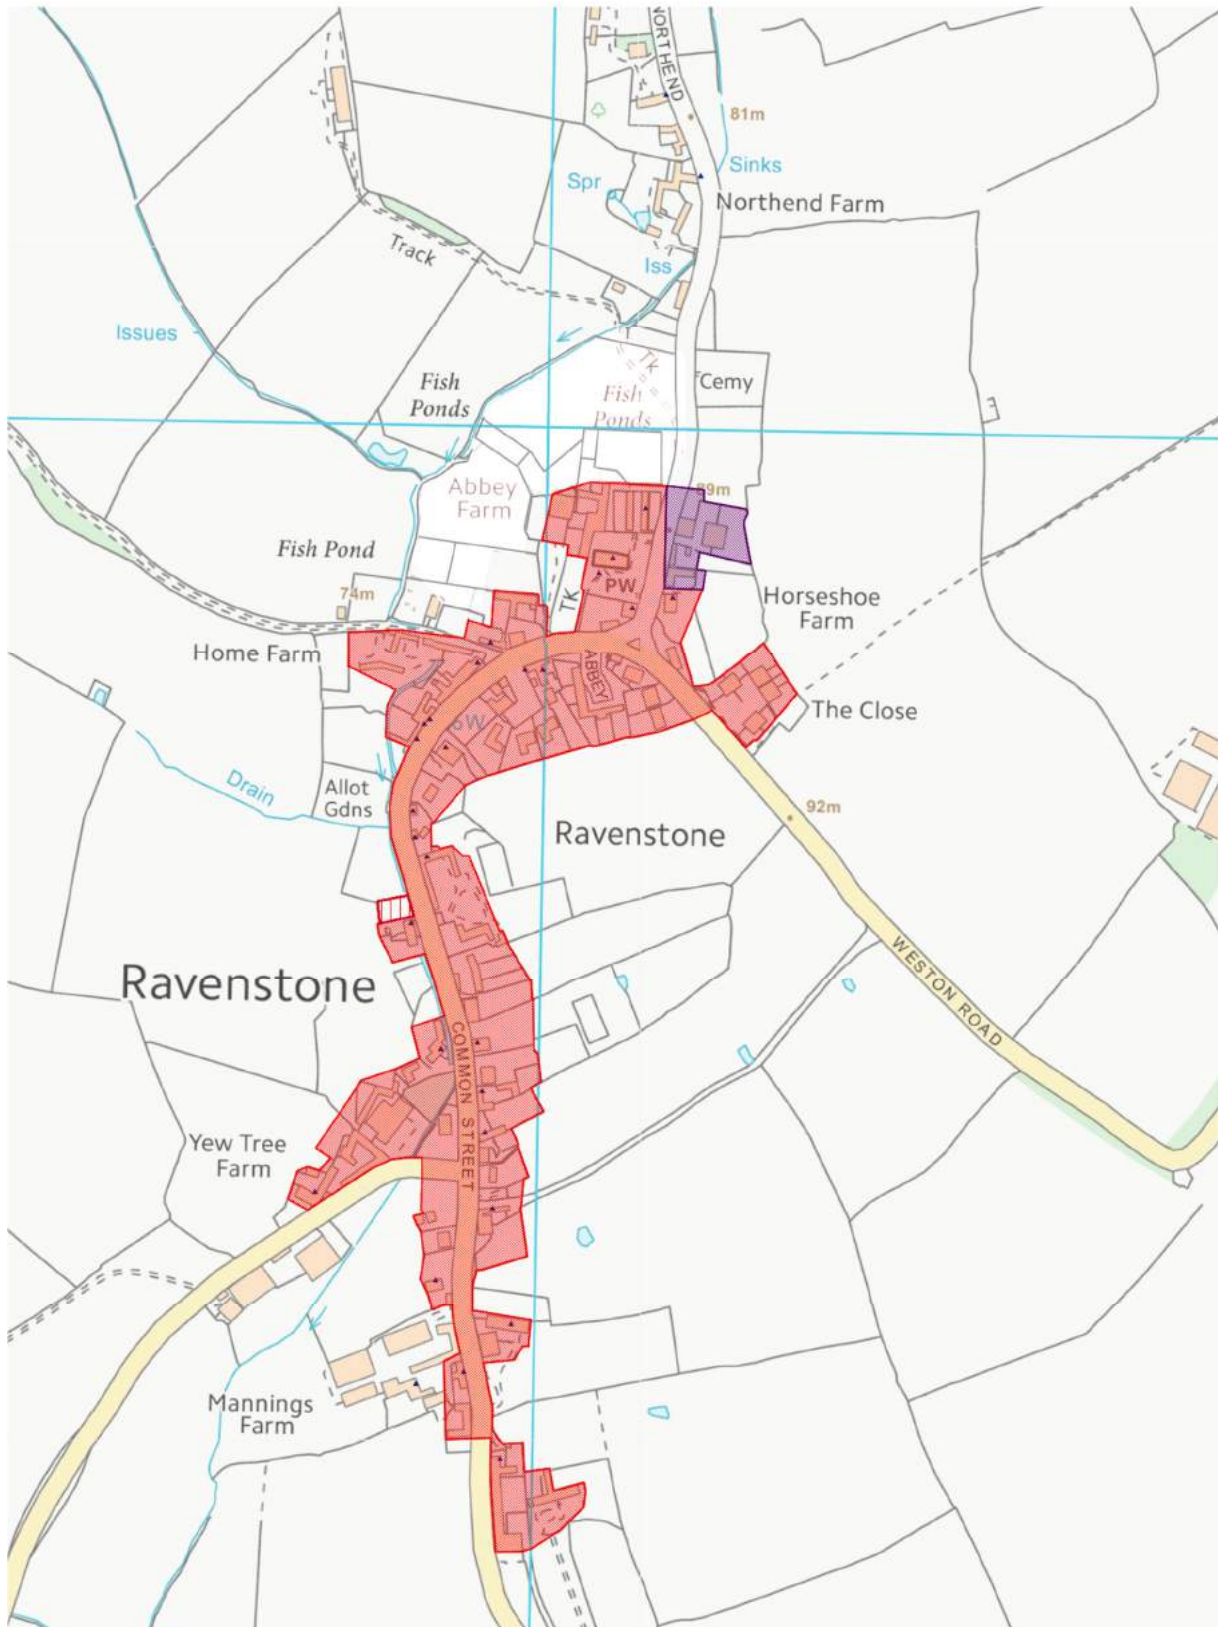 NORTHEND
81m
Sinks
Spr
Northend Farm
Track
Iss
Issues
Tk
Cemy
Fish
Ponds
Fish
Ponds
Abbey
Farm
89m
Fish Pond
PW
74m
TK
Horseshoe
Farm
Home Farm
ABBEY
The Close
Drain
Allot
Gdns
92m
Ravenstone
WESTON ROAD
Ravenstone
COMMON STREET
Yew Tree
Farm
Mannings
Farm